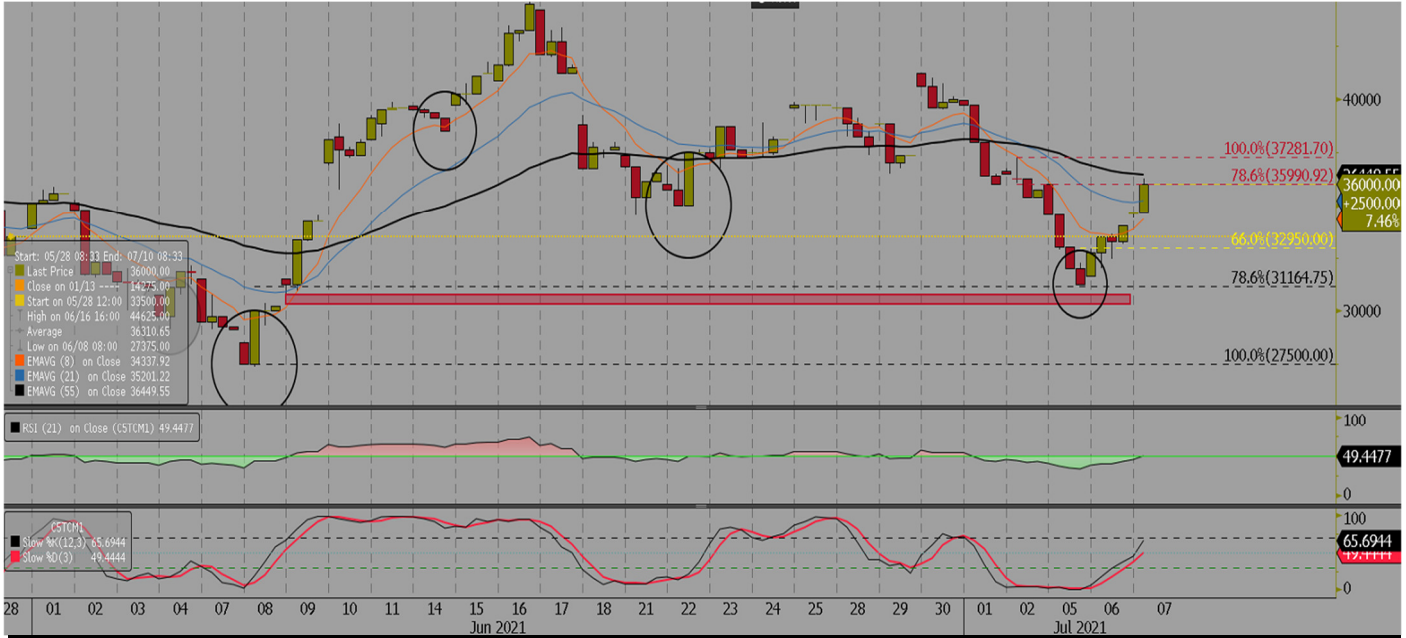 40000
100.0%(37281.70)
36449.55
78.6%(35990.92)
36000.00
+2500.00
7.46%
66.0%(32950.00)
78.6%(31164.75)
30000
100.0%(27500.00)
Start: 05/28 08:33 End: 07/10 08:33
Last Price 36000.00
Close on 01/13 ---- 14275.00
Start on 05/28 12:00 33500.00
High on 06/16 16:00 44625.00
Average 36310.65
Low on 06/08 08:00 27375.00
EMAVG (8) on Close 34337.92
EMAVG (21) on Close 35201.22
EMAVG (55) on Close 36449.55
RSI (21) on Close (C5TCM1) 49.4477
100
49.4477
0
C5TCM1
Slow %K(12,3) 65.6944
Slow %D(3) 49.4444
100
65.6944
49.4444
0
28 01 02 03 04 07 08 09 10 11 14 15 16 17 18 21 22 23 24 25 28 29 30 01 02 05 06 07
Jun 2021 Jul 2021